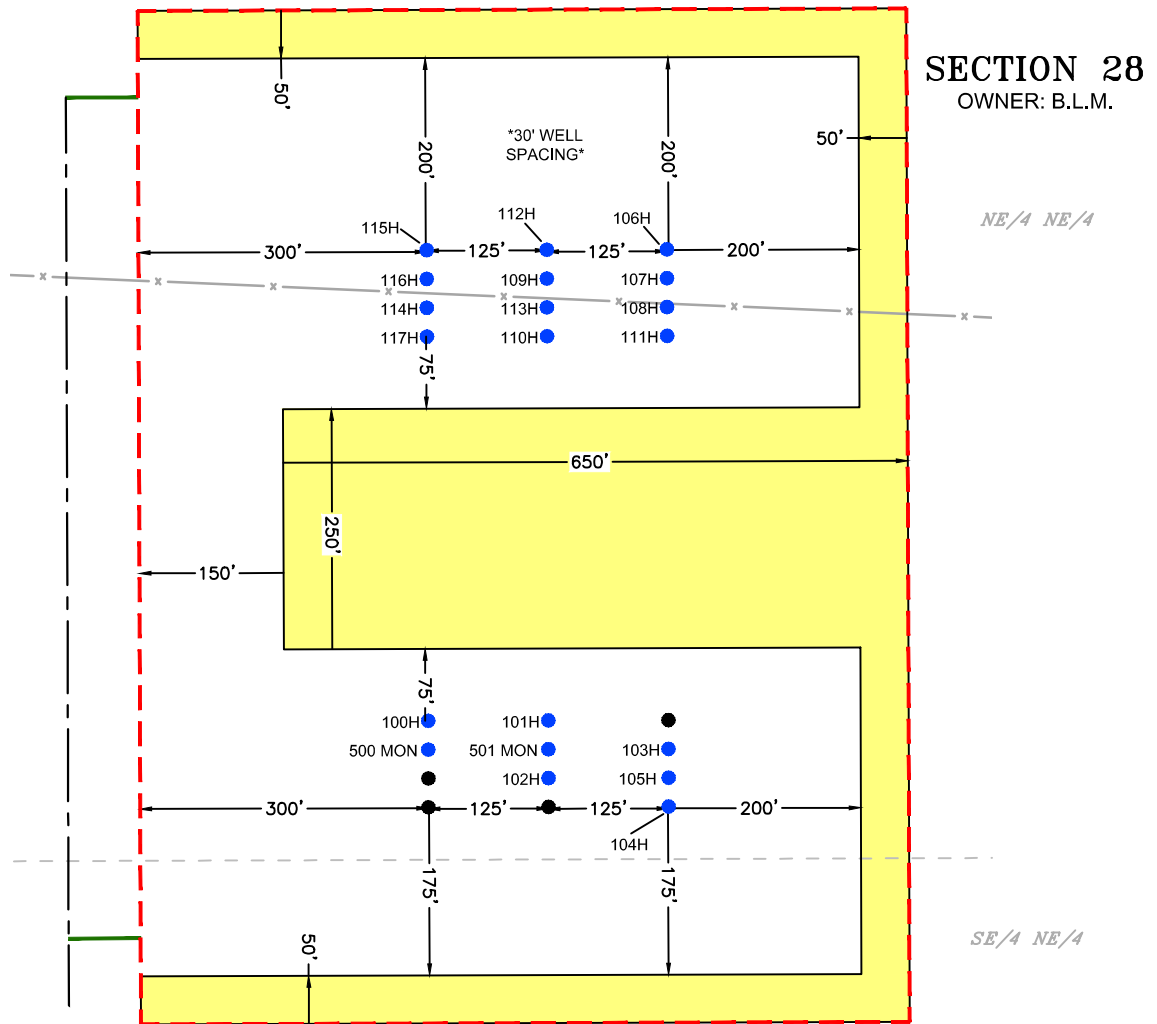 SECTION 28
OWNER: B.L.M.
50'
200'
*30' WELL
SPACING*
200'
50'
NE/4 NE/4
115H
112H
106H
300'
125'
125'
200'
116H
109H
107H
114H
113H
108H
117H
110H
111H
75'
650'
250'
150'
75'
100H
101H
500 MON
501 MON
103H
102H
105H
300'
125'
125'
200'
104H
175'
175'
50'
SE/4 NE/4